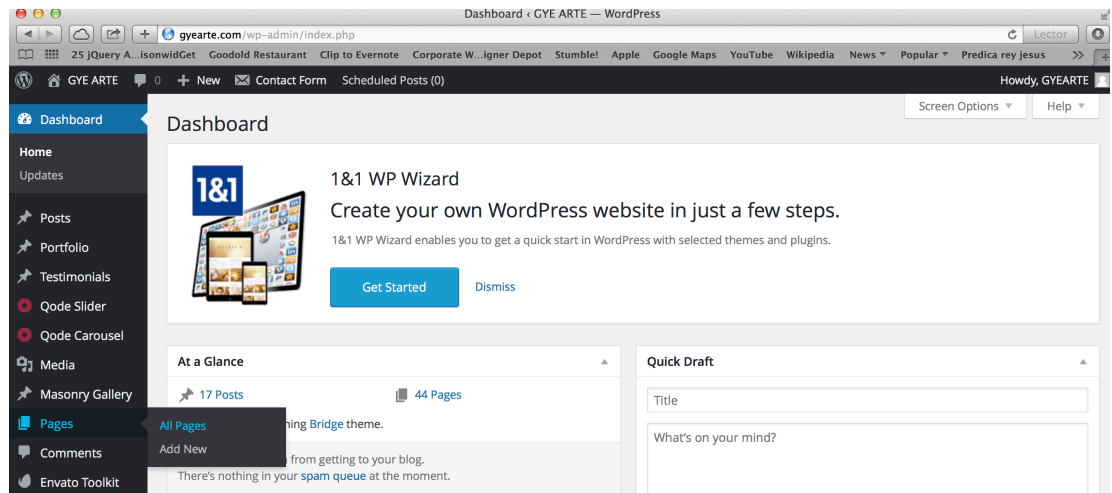 Dashboard ‹ GYE ARTE — WordPress
gyearte.com/wp-admin/index.php
Lector
25 jQuery A...isonwidGet Goodold Restaurant Clip to Evernote Corporate W...igner Depot Stumble! Apple Google Maps YouTube Wikipedia News Popular Predica rey jesus
GYE ARTE 0 New Contact Form Scheduled Posts (0) Howdy, GYEARTE
Screen Options Help
Dashboard
Home
Updates
Posts
Portfolio
Testimonials
Qode Slider
Qode Carousel
Media
Masonry Gallery
Pages
Comments
Envato Toolkit
All Pages
Add New
Dashboard
1&1
1&1 WP Wizard
Create your own WordPress website in just a few steps.
1&1 WP Wizard enables you to get a quick start in WordPress with selected themes and plugins.
Get Started Dismiss
At a Glance
17 Posts 44 Pages
ning Bridge theme.
from getting to your blog.
There's nothing in your spam queue at the moment.
Quick Draft
Title
What's on your mind?